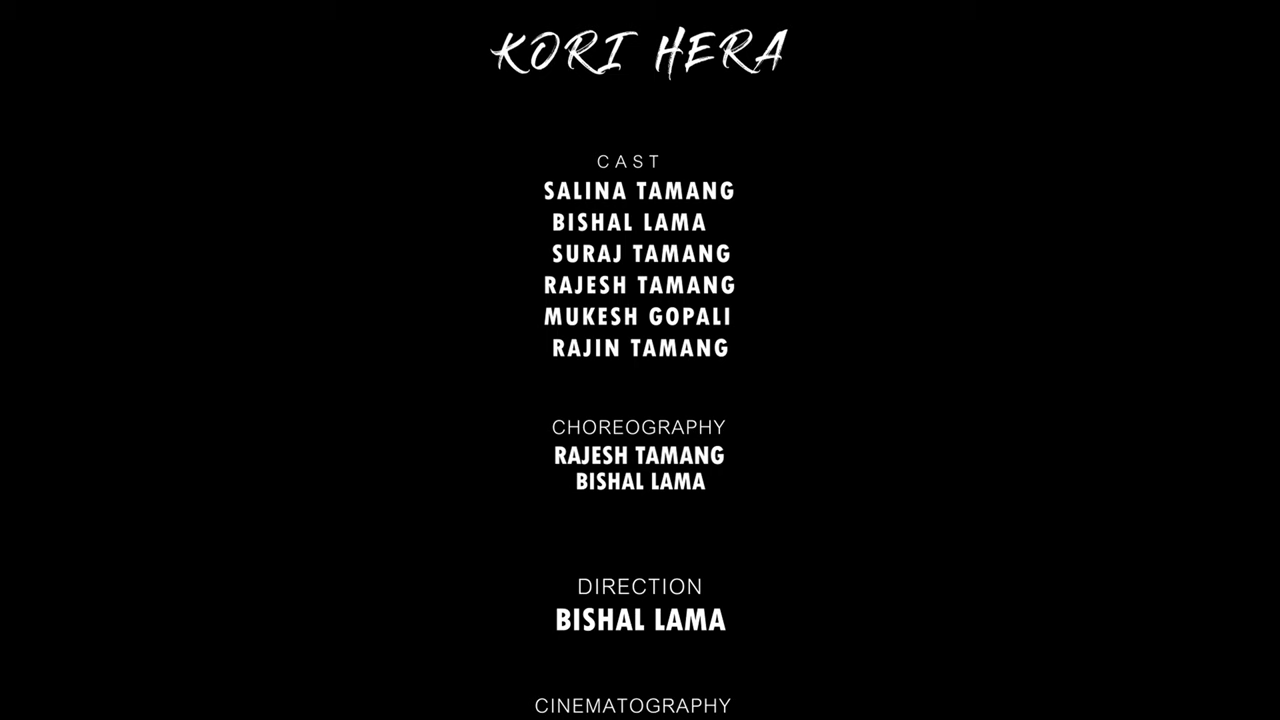 KORI HERA
CAST
SALINA TAMANG
BISHAL LAMA
SURAJ TAMANG
RAJESH TAMANG
MUKESH GOPALI
RAJIN TAMANG
CHOREOGRAPHY
RAJESH TAMANG
BISHAL LAMA
DIRECTION
BISHAL LAMA
CINEMATOGRAPHY